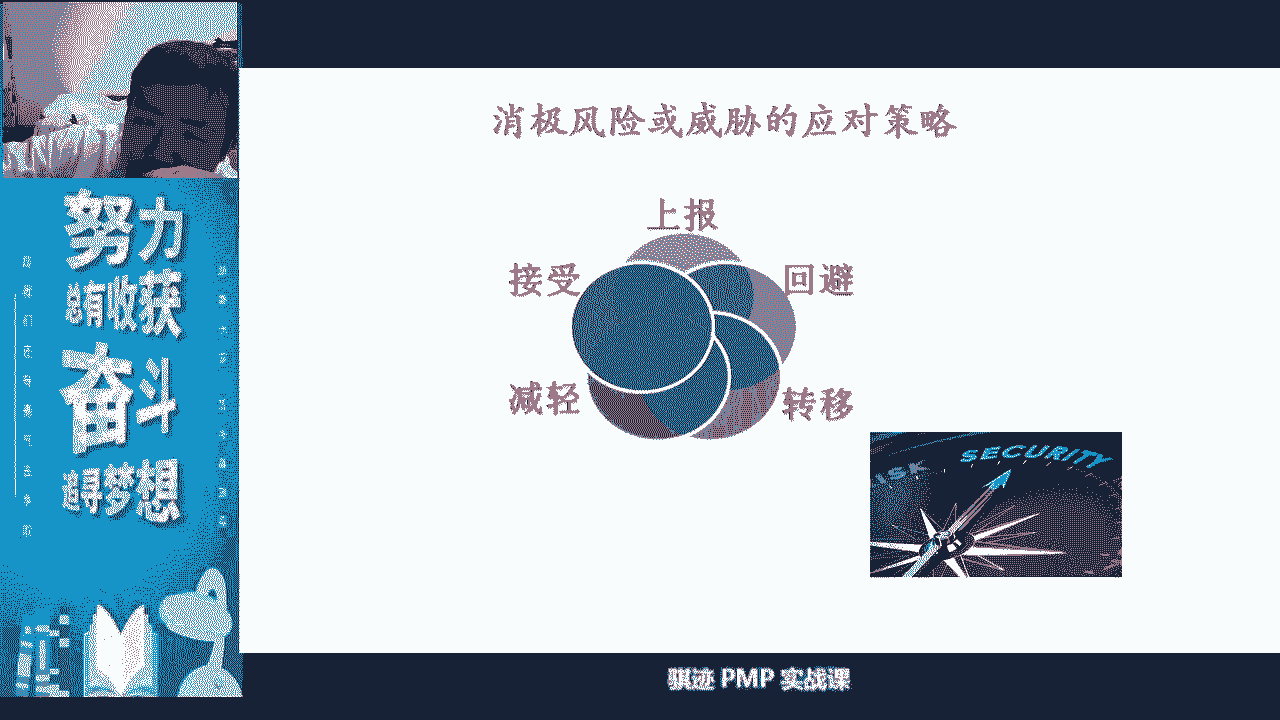 消极风险或威胁的应对策略
上报
接受
回避
减轻
转移
SECURITY
努力
总有收获
奋斗
追寻梦想
骐迹 PMP 实战课